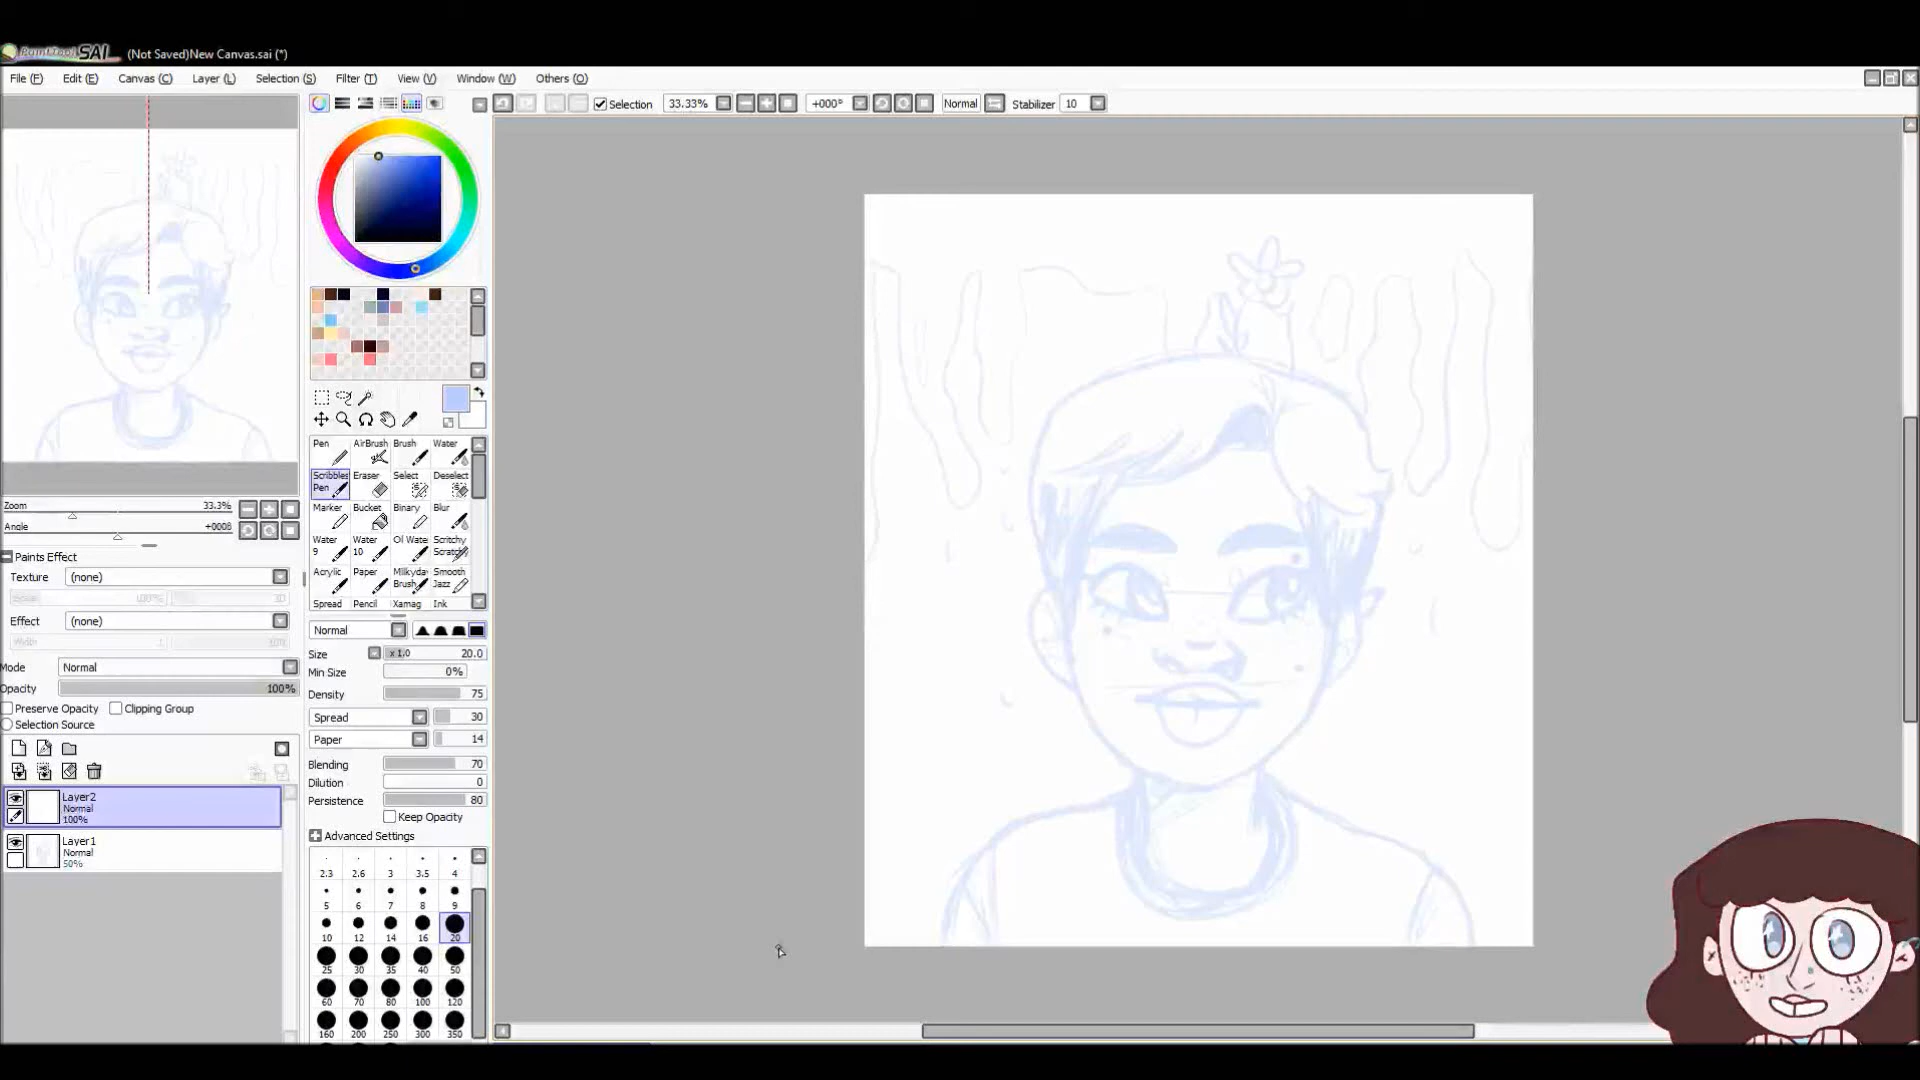 PaintTool SAI (Not Saved)New Canvas.sai (*)
File (F) Edit (E) Canvas (C) Layer (L) Selection (S) Filter (T) View (V) Window (W) Others (O)
Selection 33.33% +000° Normal Stabilizer 10
Zoom 33.3%
Angle +000θ
Paints Effect
Texture (none)
100%
Effect (none)
Width 1 100%
Mode Normal
Opacity 100%
Preserve Opacity Clipping Group
Selection Source
Layer2
Normal
100%
Layer1
Normal
50%
Pen AirBrush Brush Water
Scribbles Pen Eraser Select Deselect
Marker Bucket Binary Blur
Water 9 Water 10 Oil Wate Scritchy Scratch
Acrylic Paper Milkyda Brush Smooth Jazz
Spread Pencil Xamag Ink
Normal
Size x 1.0 20.0
Min Size 0%
Density 75
Spread 30
Paper 14
Blending 70
Dilution 0
Persistence 80
Keep Opacity
Advanced Settings
2.3 2.6 3 3.5 4
5 6 7 8 9
10 12 14 16 20
25 30 35 40 50
60 70 80 100 120
160 200 250 300 350